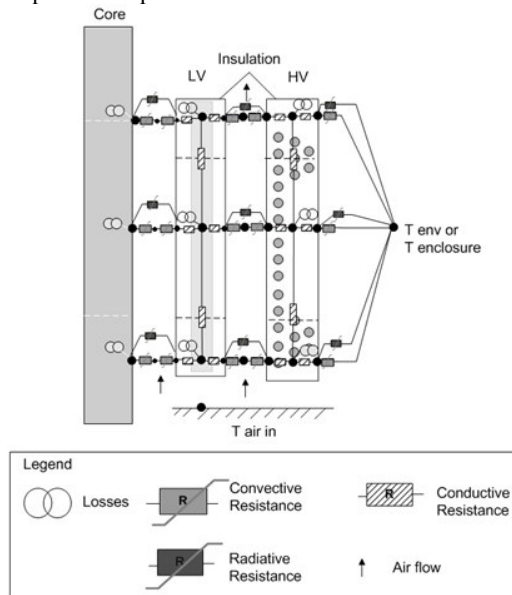 Core
Insulation
LV
HV
T env or
T enclosure
T air in
Legend
Losses
R
Convective
Resistance
R
Conductive
Resistance
R
Radiative
Resistance
Air flow